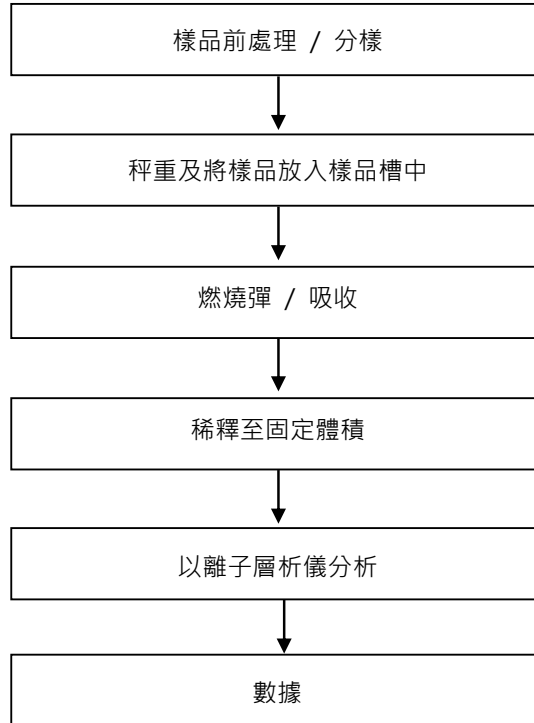 樣品前處理 / 分樣
秤重及將樣品放入樣品槽中
燃燒彈 / 吸收
稀釋至固定體積
以離子層析儀分析
數據